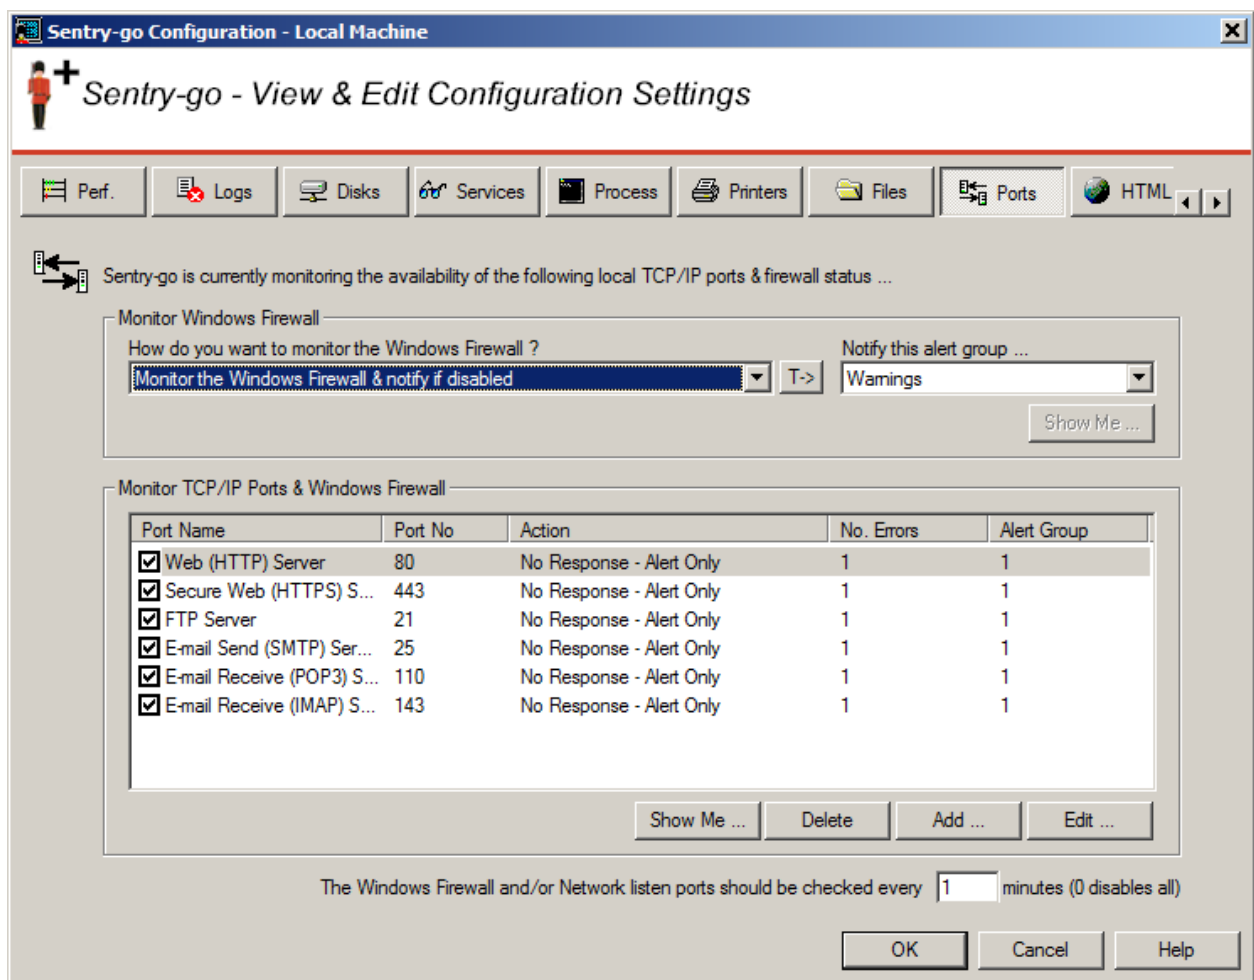 Sentry-go Configuration - Local Machine
Sentry-go - View & Edit Configuration Settings
Perf. Logs Disks Services Process Printers Files Ports HTML
Sentry-go is currently monitoring the availability of the following local TCP/IP ports & firewall status ...
Monitor Windows Firewall
How do you want to monitor the Windows Firewall ? Notify this alert group ...
Monitor the Windows Firewall & notify if disabled T-> Warnings
Show Me ...
Monitor TCP/IP Ports & Windows Firewall
Port Name Port No Action No. Errors Alert Group
Web (HTTP) Server 80 No Response - Alert Only 1 1
Secure Web (HTTPS) S... 443 No Response - Alert Only 1 1
FTP Server 21 No Response - Alert Only 1 1
E-mail Send (SMTP) Ser... 25 No Response - Alert Only 1 1
E-mail Receive (POP3) S... 110 No Response - Alert Only 1 1
E-mail Receive (IMAP) S... 143 No Response - Alert Only 1 1
Show Me ... Delete Add ... Edit ...
The Windows Firewall and/or Network listen ports should be checked every 1 minutes (0 disables all)
OK Cancel Help